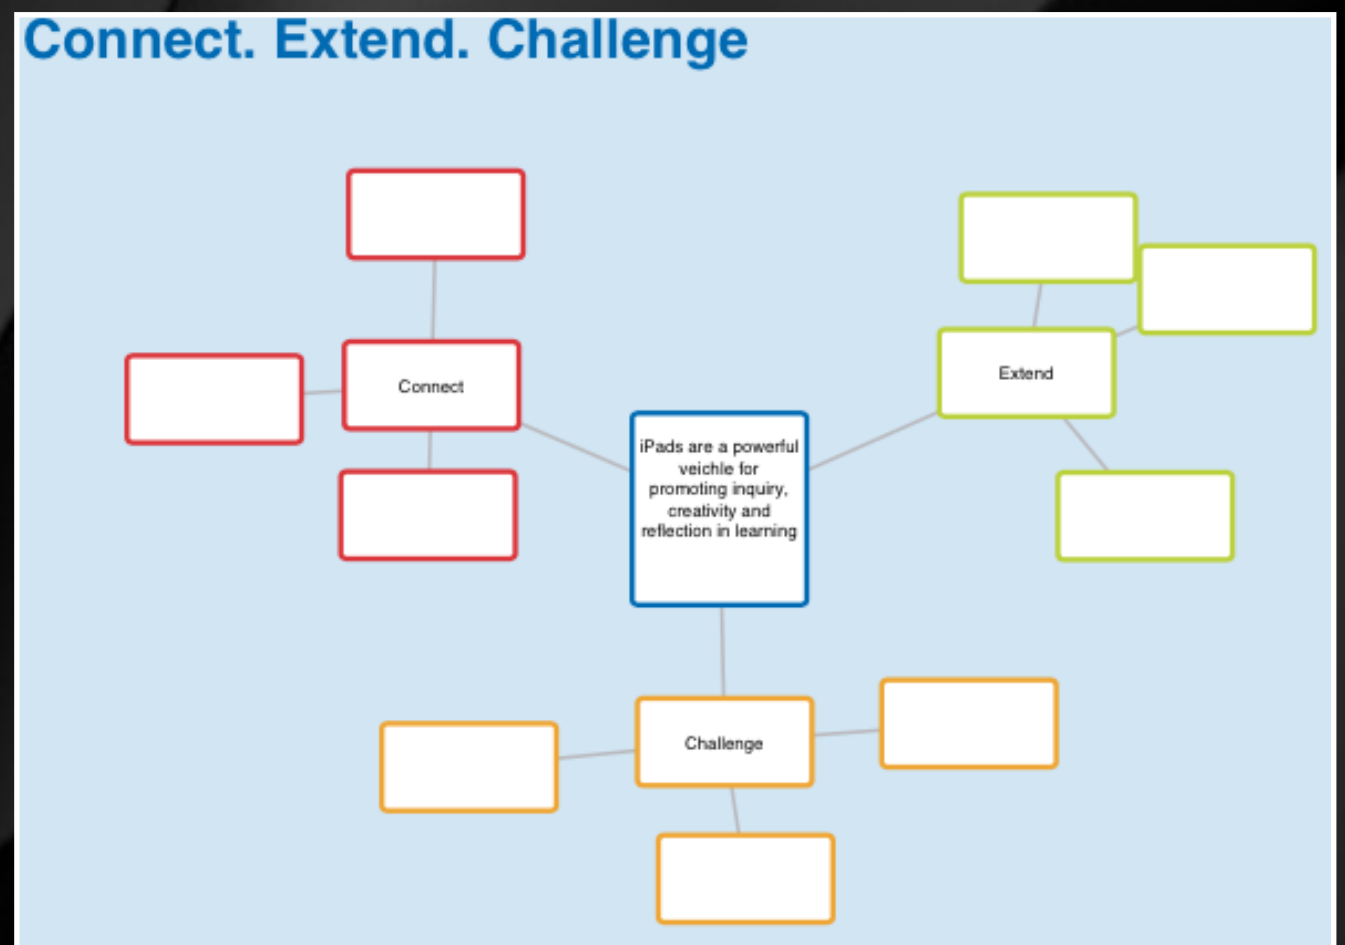 Connect. Extend. Challenge
Connect
Extend
iPads are a powerful
veichle for
promoting inquiry,
creativity and
reflection in learning
Challenge